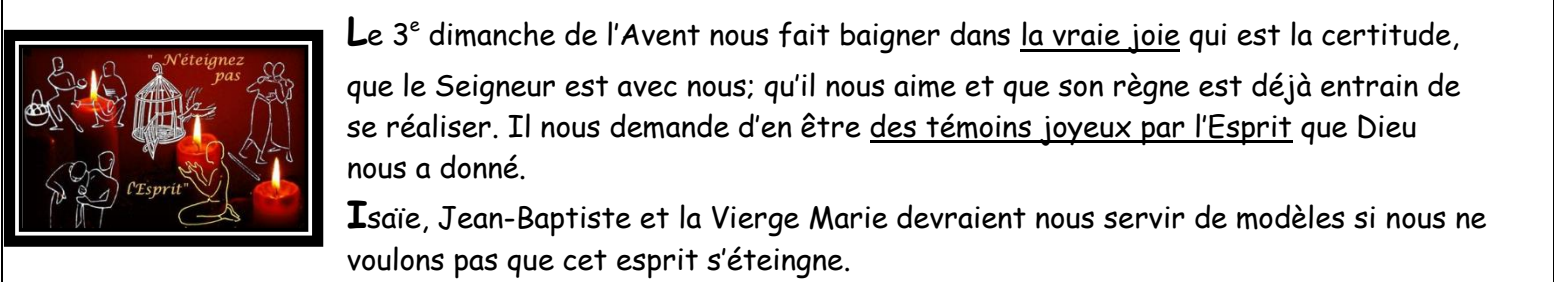 " N'éteignez
pas
l'Esprit"
Le 3e dimanche de l'Avent nous fait baigner dans la vraie joie qui est la certitude,
que le Seigneur est avec nous; qu'il nous aime et que son règne est déjà entrain de
se réaliser. Il nous demande d'en être des témoins joyeux par l'Esprit que Dieu
nous a donné.
Isaïe, Jean-Baptiste et la Vierge Marie devraient nous servir de modèles si nous ne
voulons pas que cet esprit s'éteingne.